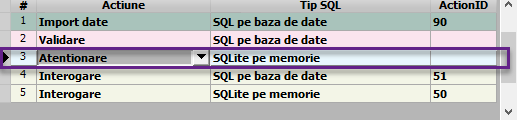 # Actiune Tip SQL ActionID
1 Import date SQL pe baza de date 90
2 Validare SQL pe baza de date
3 Atentionare SQLite pe memorie
4 Interogare SQL pe baza de date 51
5 Interogare SQLite pe memorie 50